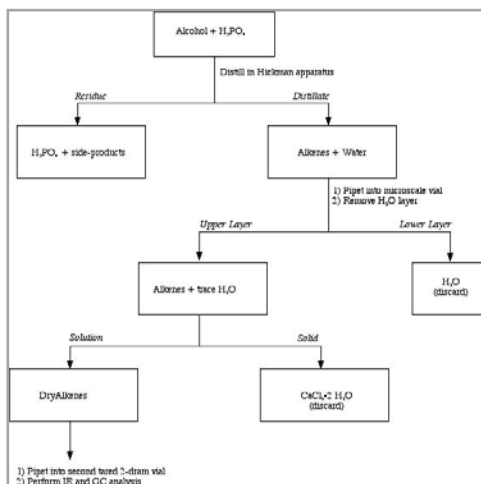 Alcohol + H₃PO₄
Distill in Hickman apparatus
Residue
Distillate
H₃PO₄ + side-products
Alkenes + Water
1) Pipet into microscale vial
2) Remove H₂O layer
Upper Layer
Lower Layer
Alkenes + trace H₂O
H₂O
(discard)
Solution
Solid
DryAlkenes
CaCl₂•2 H₂O
(discard)
1) Pipet into second tared 2-dram vial
2) Perform IR and GC analysis